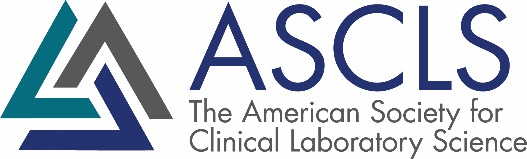 ASCLS
The American Society for
Clinical Laboratory Science